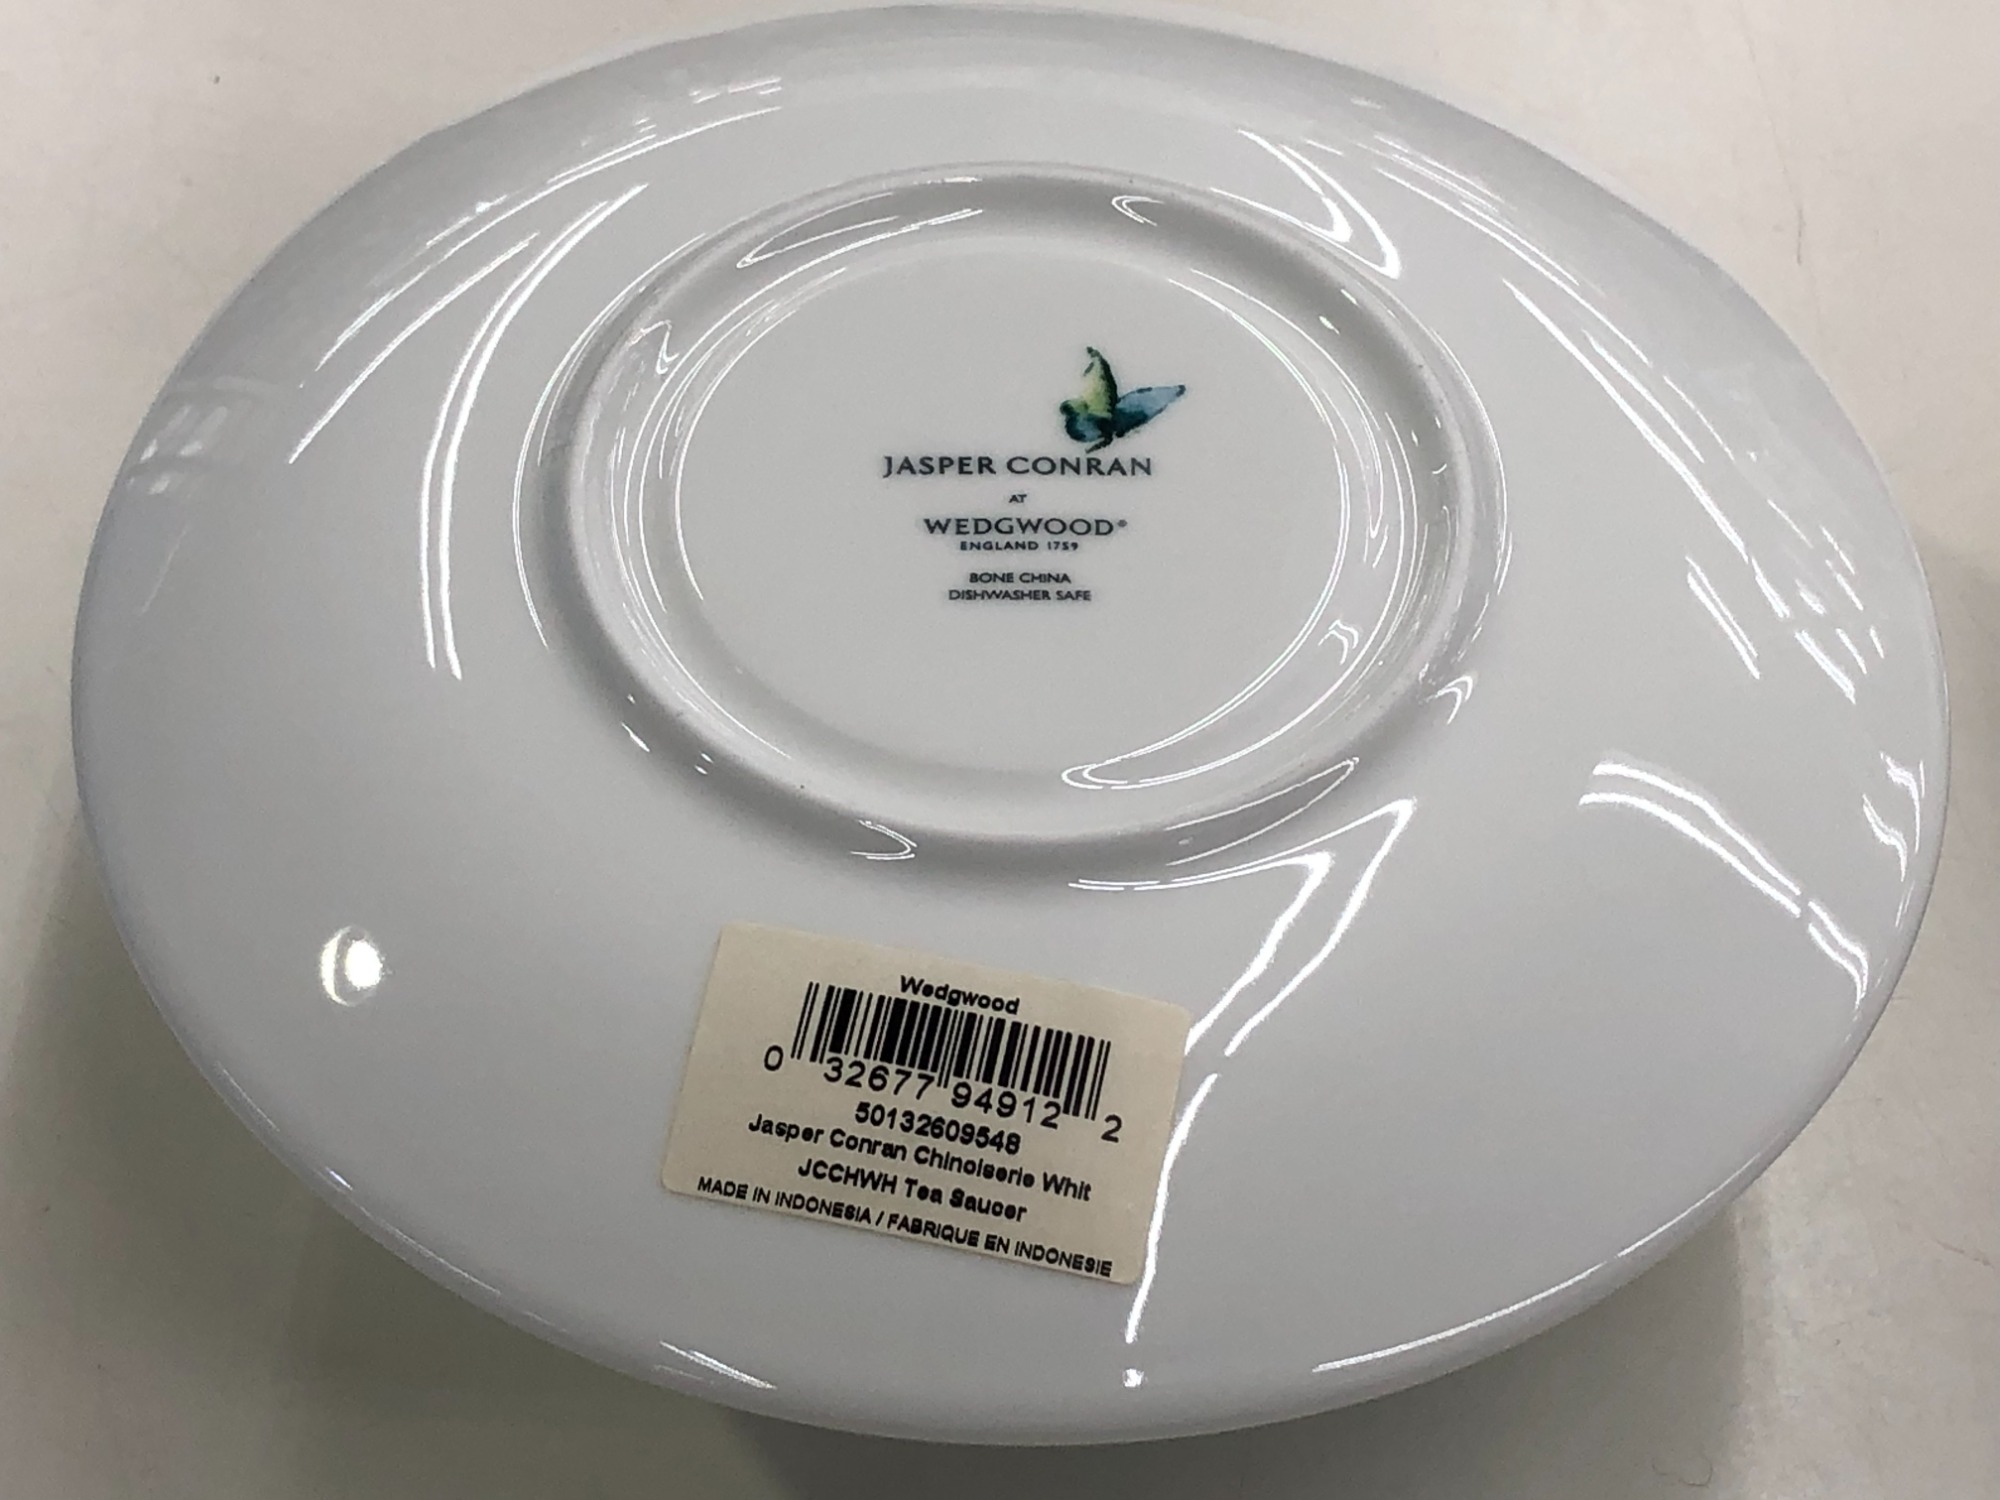 JASPER CONRAN
AT
WEDGWOOD®
ENGLAND 1759
BONE CHINA
DISHWASHER SAFE
Wedgwood
0 32677 94912 2
50132609548
Jasper Conran Chinoiserie Whit
JCCHWH Tea Saucer
MADE IN INDONESIA / FABRIQUE EN INDONESIE